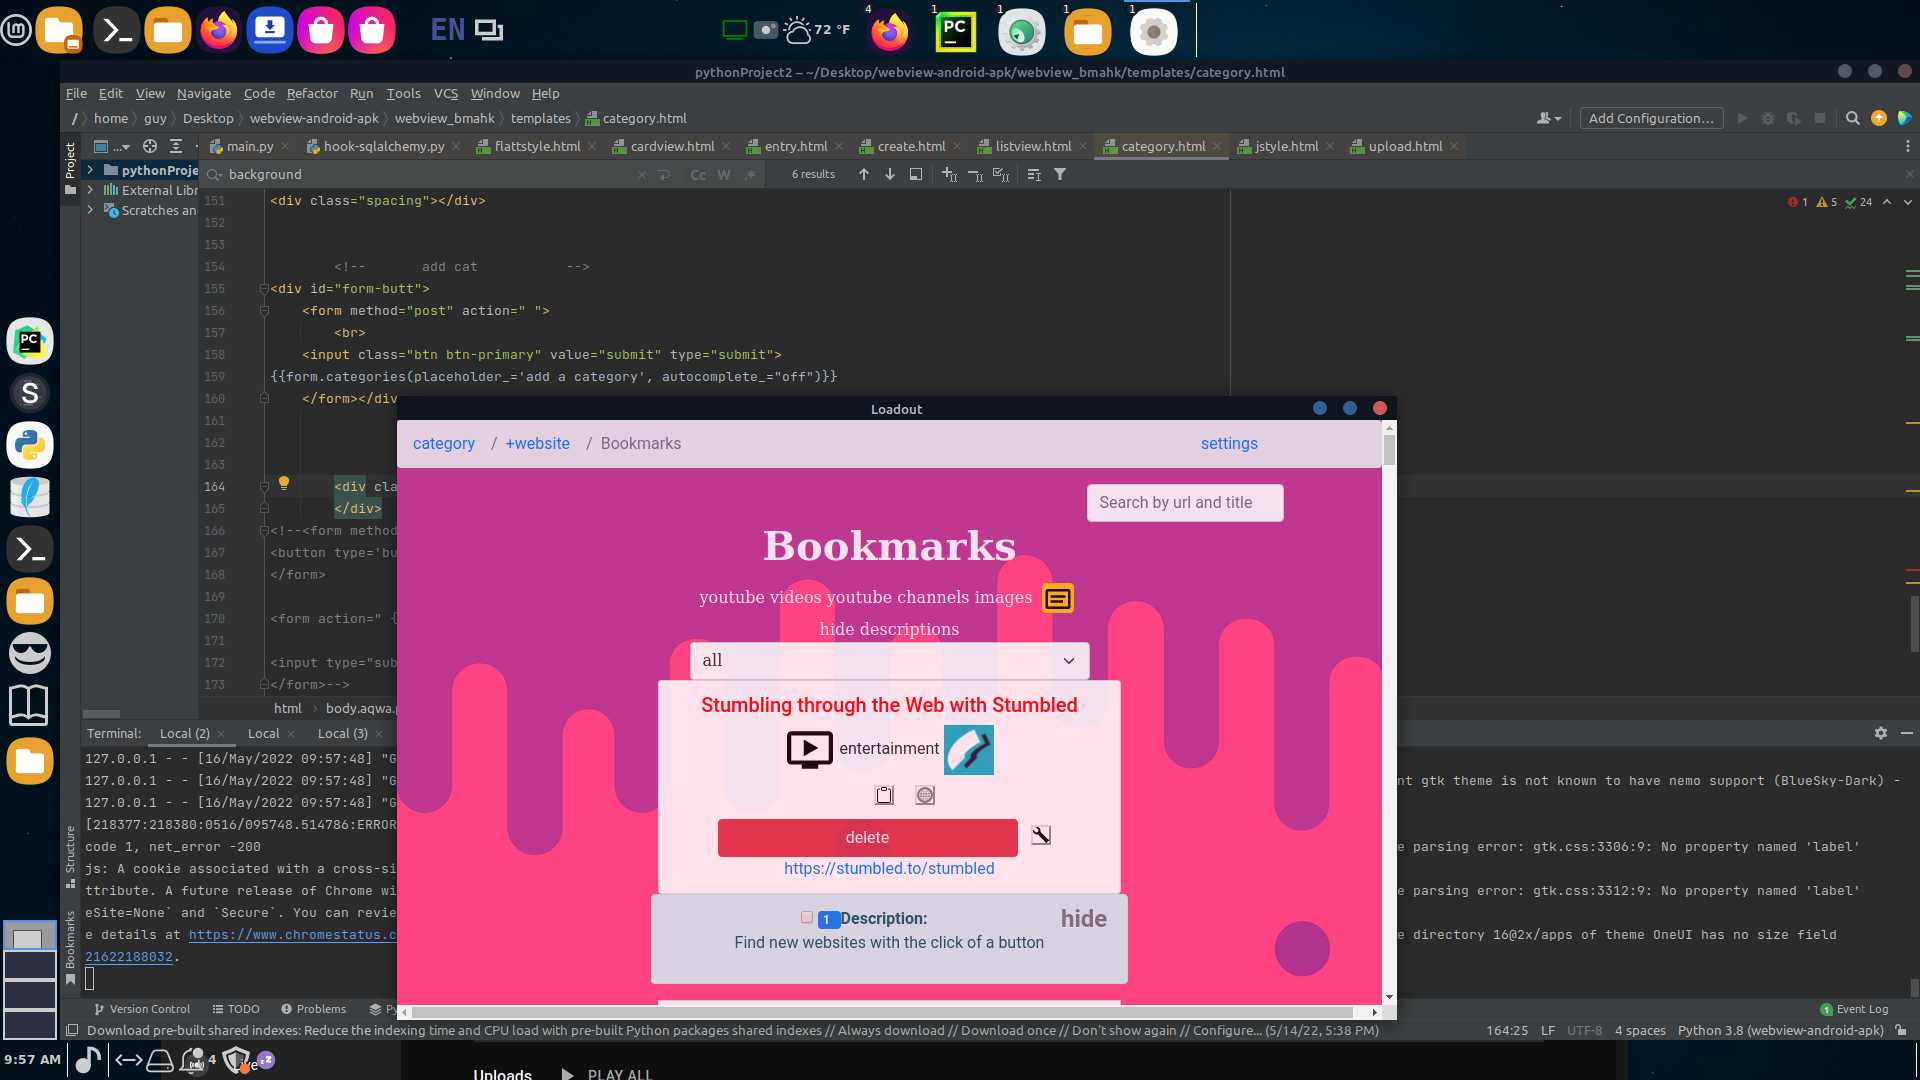 EN
72 °F
4
1
1
1
1
PC
pythonProject2 – ~/Desktop/webview-android-apk/webview_bmahk/templates/category.html
File Edit View Navigate Code Refactor Run Tools VCS Window Help
/ home guy Desktop webview-android-apk webview_bmahk templates category.html
Add Configuration...
Project
...
main.py hook-sqlalchemy.py flattstyle.html cardview.html entry.html create.html listview.html category.html jstyle.html upload.html
pythonProje
External Libr
Scratches an
background
Cc W .*
6 results
1 5 24
151 <div class="spacing"></div>
152
153
154 <!-- add cat -->
155 <div id="form-butt">
156 <form method="post" action=" ">
157 <br>
158 <input class="btn btn-primary" value="submit" type="submit">
159 {{form.categories(placeholder_='add a category', autocomplete_="off")}}
160 </form></div
161
162
163
164 <div cla
165 </div>
166 <!--<form method
167 <button type='bu
168 </form>
169
170 <form action=" {
171
172 <input type="sub
173 </form>-->
html body.aqwa.
Loadout
category / +website / Bookmarks
settings
Search by url and title
Bookmarks
youtube videos youtube channels images
hide descriptions
all
Stumbling through the Web with Stumbled
entertainment
delete
https://stumbled.to/stumbled
1 Description:
hide
Find new websites with the click of a button
Terminal: Local (2) Local Local (3)
127.0.0.1 - - [16/May/2022 09:57:48] "G
127.0.0.1 - - [16/May/2022 09:57:48] "G
nt gtk theme is not known to have nemo support (BlueSky-Dark) -
127.0.0.1 - - [16/May/2022 09:57:48] "G
[218377:218380:0516/095748.514786:ERROR
code 1, net_error -200
e parsing error: gtk.css:3306:9: No property named 'label'
js: A cookie associated with a cross-si
ttribute. A future release of Chrome wi
e parsing error: gtk.css:3312:9: No property named 'label'
eSite=None` and `Secure`. You can revie
e details at https://www.chromestatus.c
e directory 16@2x/apps of theme OneUI has no size field
21622188032.
Structure
Bookmarks
Version Control TODO Problems Py
1 Event Log
Download pre-built shared indexes: Reduce the indexing time and CPU load with pre-built Python packages shared indexes // Always download // Download once // Don't show again // Configure... (5/14/22, 5:38 PM)
164:25 LF UTF-8 4 spaces Python 3.8 (webview-android-apk)
PC
S
9:57 AM
4
Uploads PLAY ALL